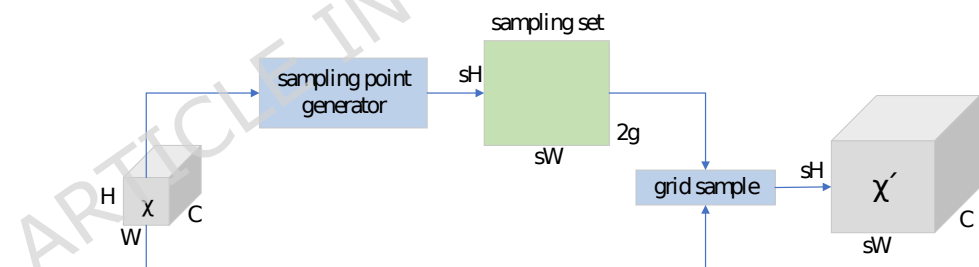 ARTICLE IN
sampling set
sampling point
generator
sH
sW
2g
H
χ
W
C
grid sample
sH
χ´
sW
C